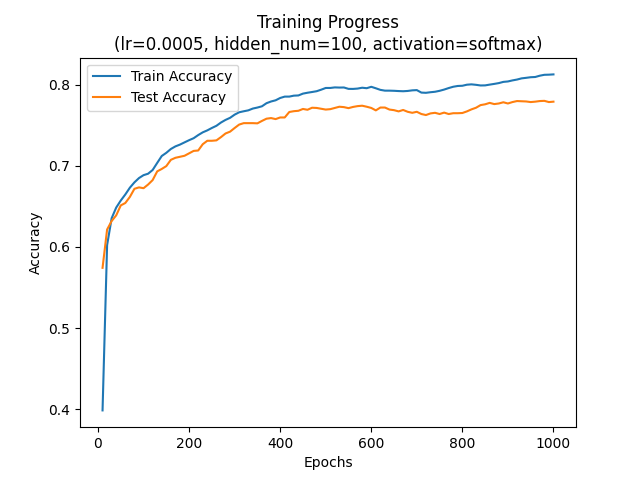 Training Progress
(lr=0.0005, hidden_num=100, activation=softmax)
Train Accuracy
Test Accuracy
Accuracy
0.8
0.7
0.6
0.5
0.4
0
200
400
600
800
1000
Epochs